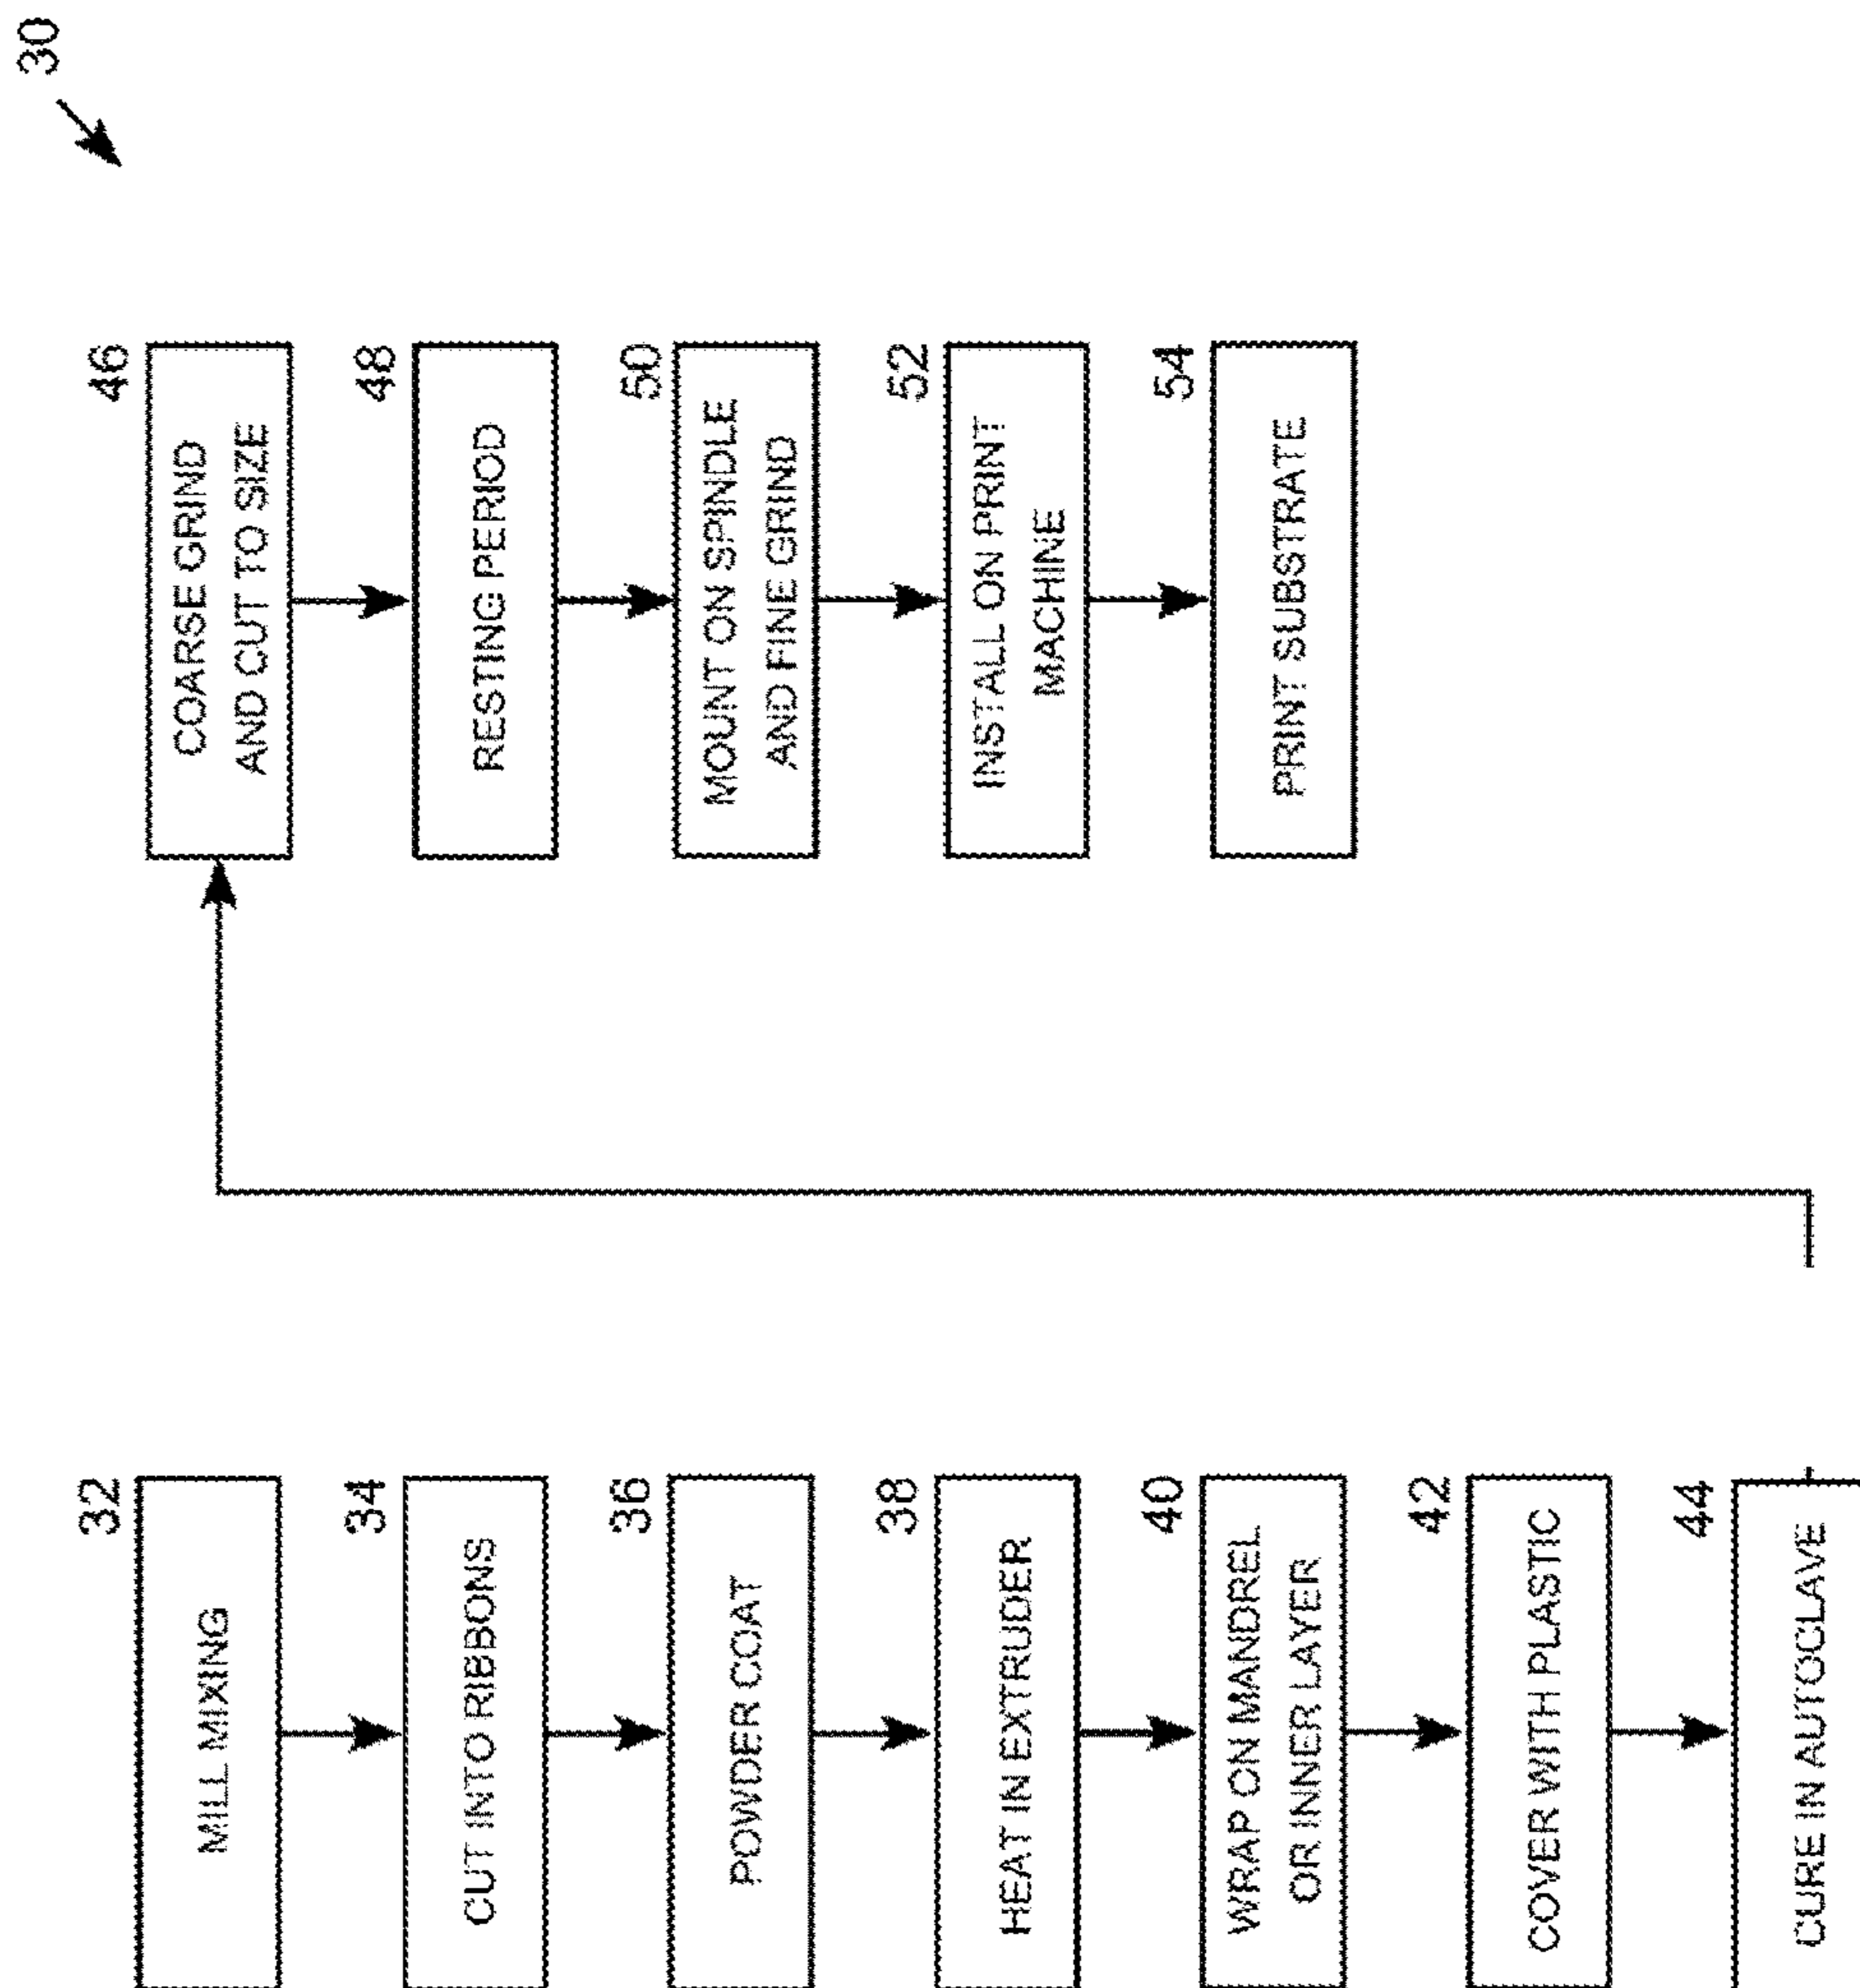 30
32
MILL MIXING
34
CUT INTO RIBBONS
36
POWDER COAT
38
HEAT IN EXTRUDER
40
WRAP ON MANDREL
OR INNER LAYER
42
COVER WITH PLASTIC
44
CURE IN AUTOCLAVE
46
COARSE GRIND
AND CUT TO SIZE
48
RESTING PERIOD
50
MOUNT ON SPINDLE
AND FINE GRIND
52
INSTALL ON PRINT
MACHINE
54
PRINT SUBSTRATE